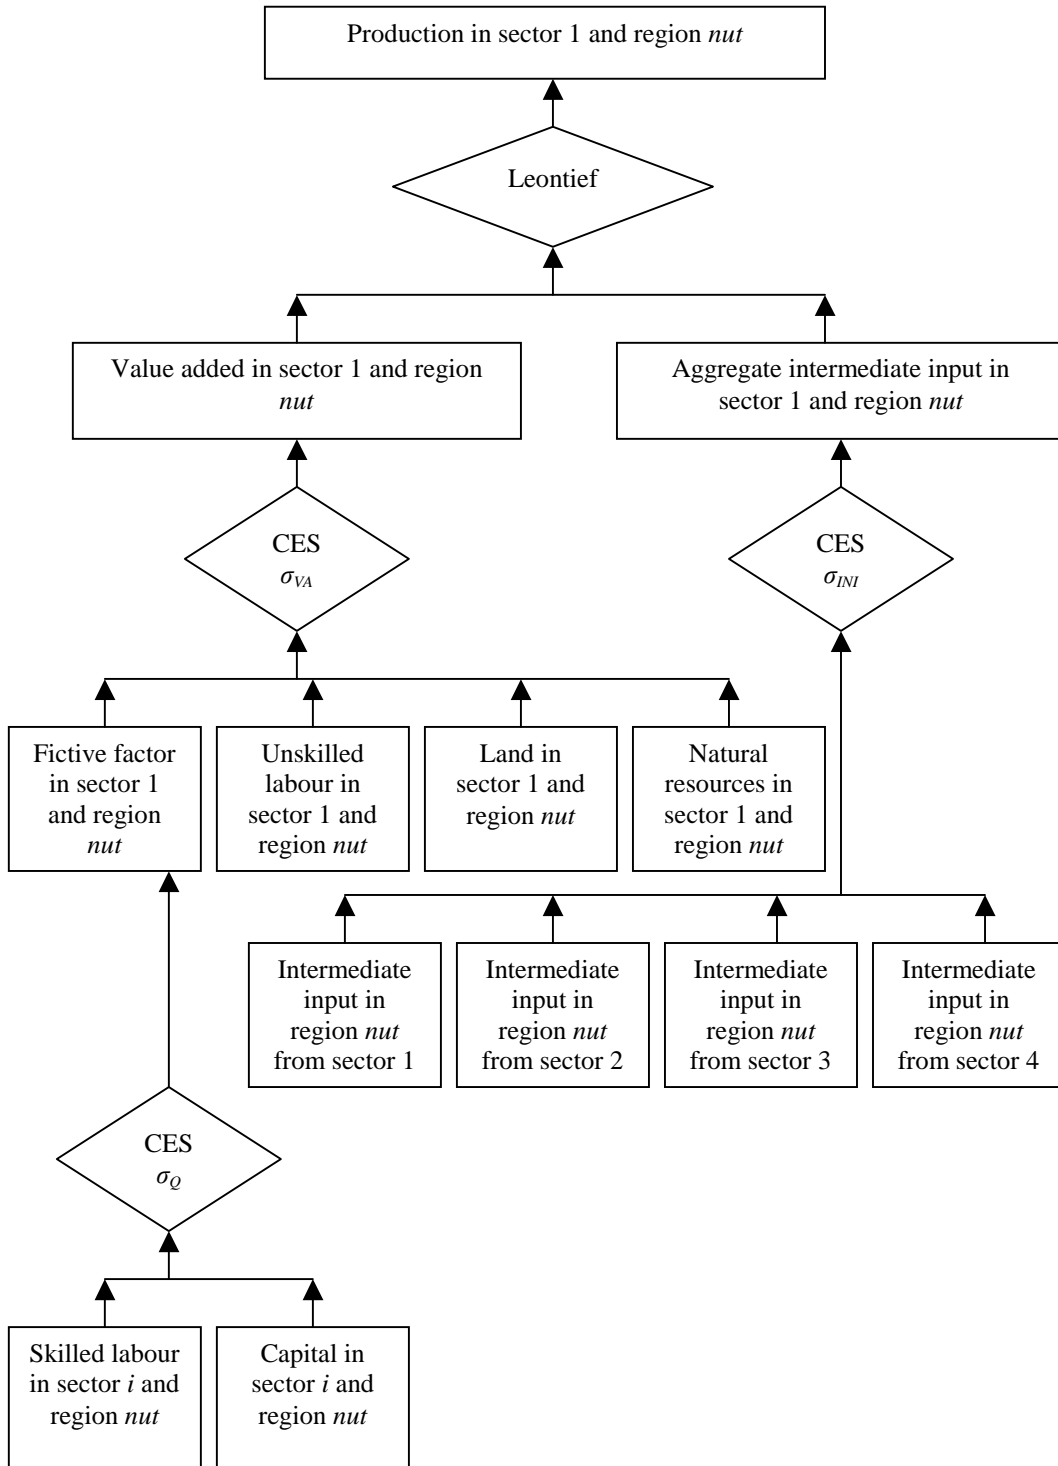 Production in sector 1 and region nut
Leontief
Value added in sector 1 and region
nut
Aggregate intermediate input in
sector 1 and region nut
CES
σVA
CES
σINI
Fictive factor
in sector 1
and region
nut
Unskilled
labour in
sector 1 and
region nut
Land in
sector 1 and
region nut
Natural
resources in
sector 1 and
region nut
Intermediate
input in
region nut
from sector 1
Intermediate
input in
region nut
from sector 2
Intermediate
input in
region nut
from sector 3
Intermediate
input in
region nut
from sector 4
CES
σQ
Skilled labour
in sector i and
region nut
Capital in
sector i and
region nut